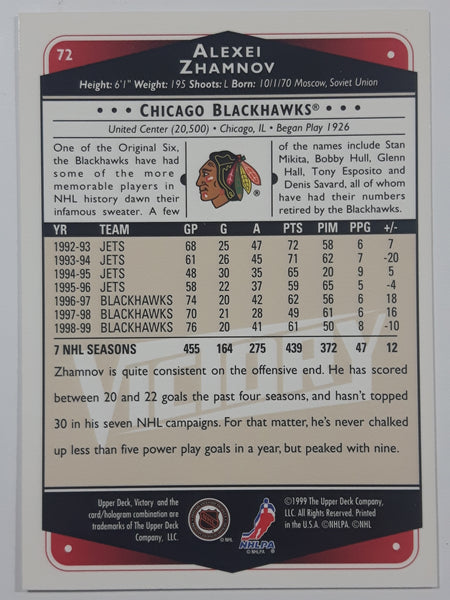 72
ALEXEI
ZHAMNOV
Height: 6'1" Weight: 195 Shoots: L Born: 10/1/70 Moscow, Soviet Union
• • • CHICAGO BLACKHAWKS® • • •
United Center (20,500) • Chicago, IL • Began Play 1926
One of the Original Six,
the Blackhawks have had
some of the more
memorable players in
NHL history dawn their
infamous sweater. A few
of the names include Stan
Mikita, Bobby Hull, Glenn
Hall, Tony Esposito and
Denis Savard, all of whom
have had their numbers
retired by the Blackhawks.
®
YR TEAM GP G A PTS PIM PPG +/-
1992-93 JETS 68 25 47 72 58 6 7
1993-94 JETS 61 26 45 71 62 7 -20
1994-95 JETS 48 30 35 65 20 9 5
1995-96 JETS 58 22 37 59 65 5 -4
1996-97 BLACKHAWKS 74 20 42 62 56 6 18
1997-98 BLACKHAWKS 70 21 28 49 61 6 16
1998-99 BLACKHAWKS 76 20 41 61 50 8 -10
7 NHL SEASONS 455 164 275 439 372 47 12
VICTORY
Zhamnov is quite consistent on the offensive end. He has scored
between 20 and 22 goals the past four seasons, and hasn't topped
30 in his seven NHL campaigns. For that matter, he's never chalked
up less than five power play goals in a year, but peaked with nine.
Upper Deck, Victory and the
card/hologram combination are
trademarks of The Upper Deck
Company, LLC.
NHL
©NHL
NHLPA
©NHLPA
©1999 The Upper Deck Company,
LLC. All Rights Reserved. Printed
in the U.S.A. ©NHLPA. ©NHL